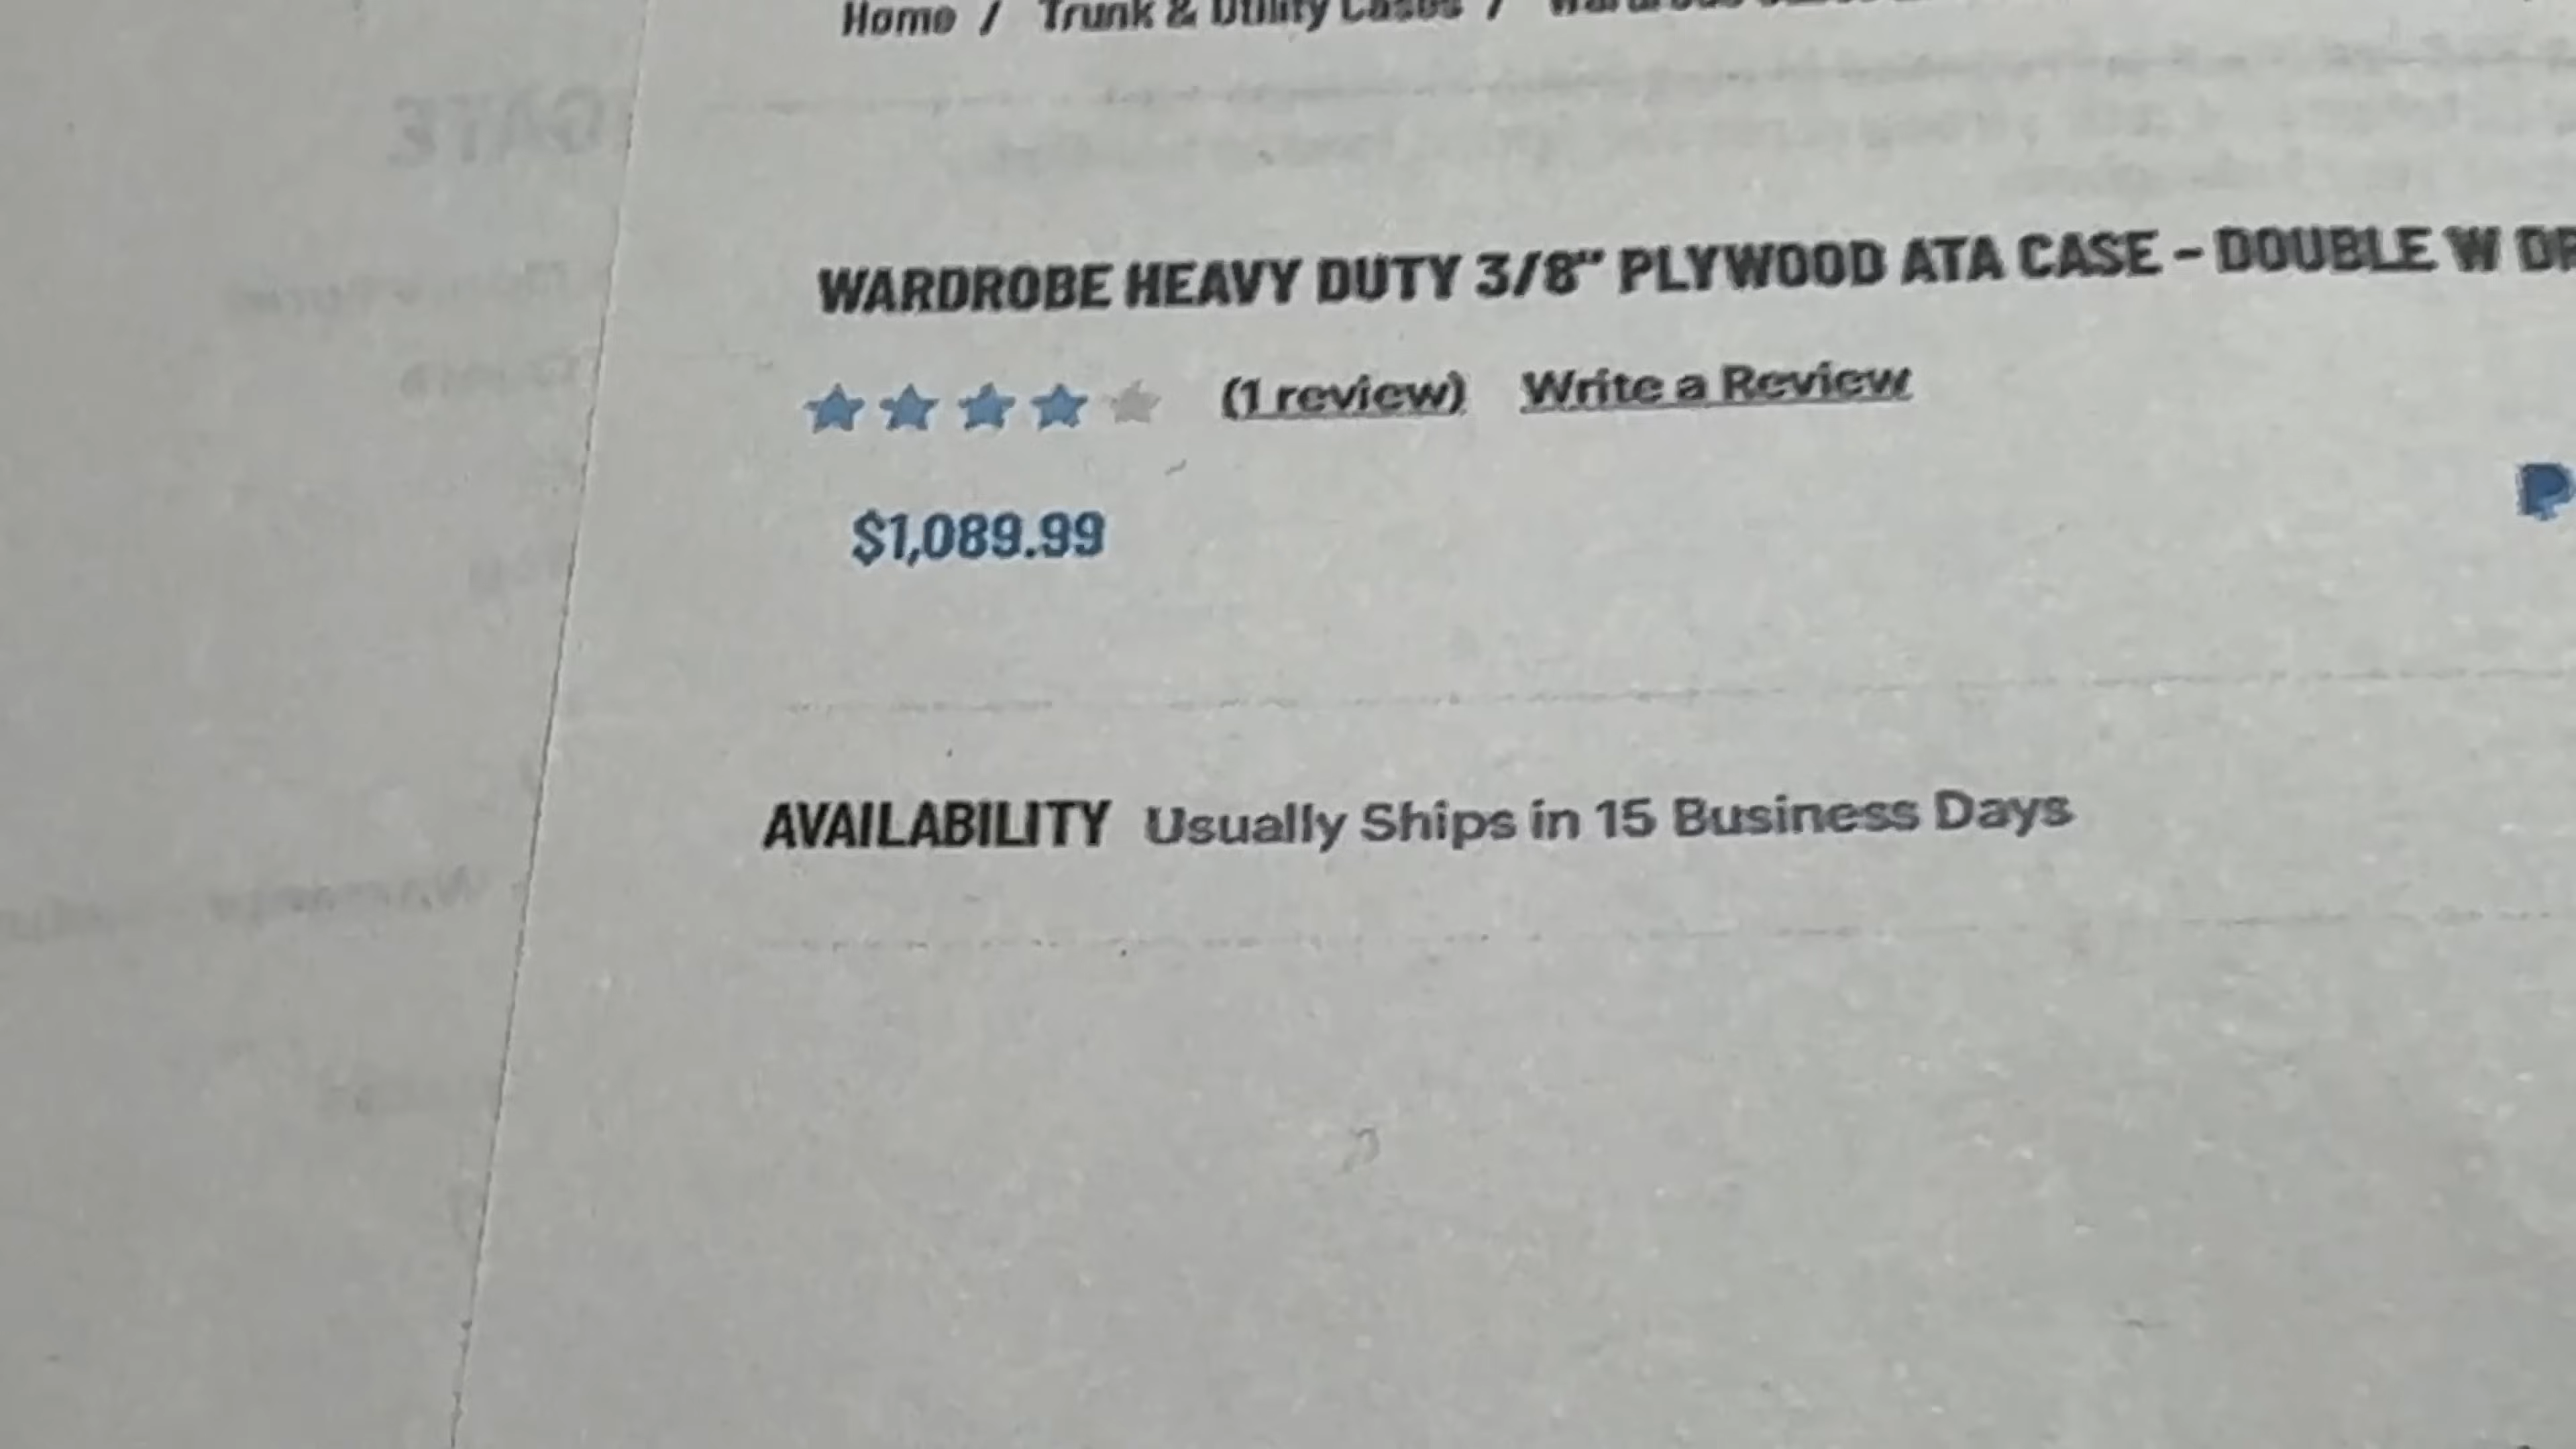 Home / Trunk & Utility Cases /
WARDROBE HEAVY DUTY 3/8" PLYWOOD ATA CASE - DOUBLE W
(1 review) Write a Review
$1,089.99
AVAILABILITY Usually Ships in 15 Business Days